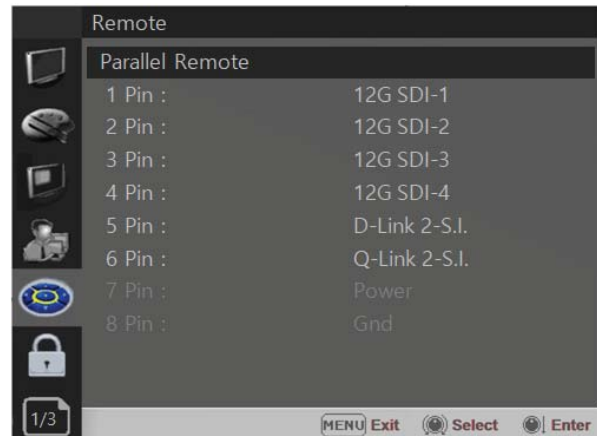 Remote
Parallel Remote
1 Pin : 12G SDI-1
2 Pin : 12G SDI-2
3 Pin : 12G SDI-3
4 Pin : 12G SDI-4
5 Pin : D-Link 2-S.I.
6 Pin : Q-Link 2-S.I.
7 Pin : Power
8 Pin : Gnd
1/3
MENU Exit Select Enter